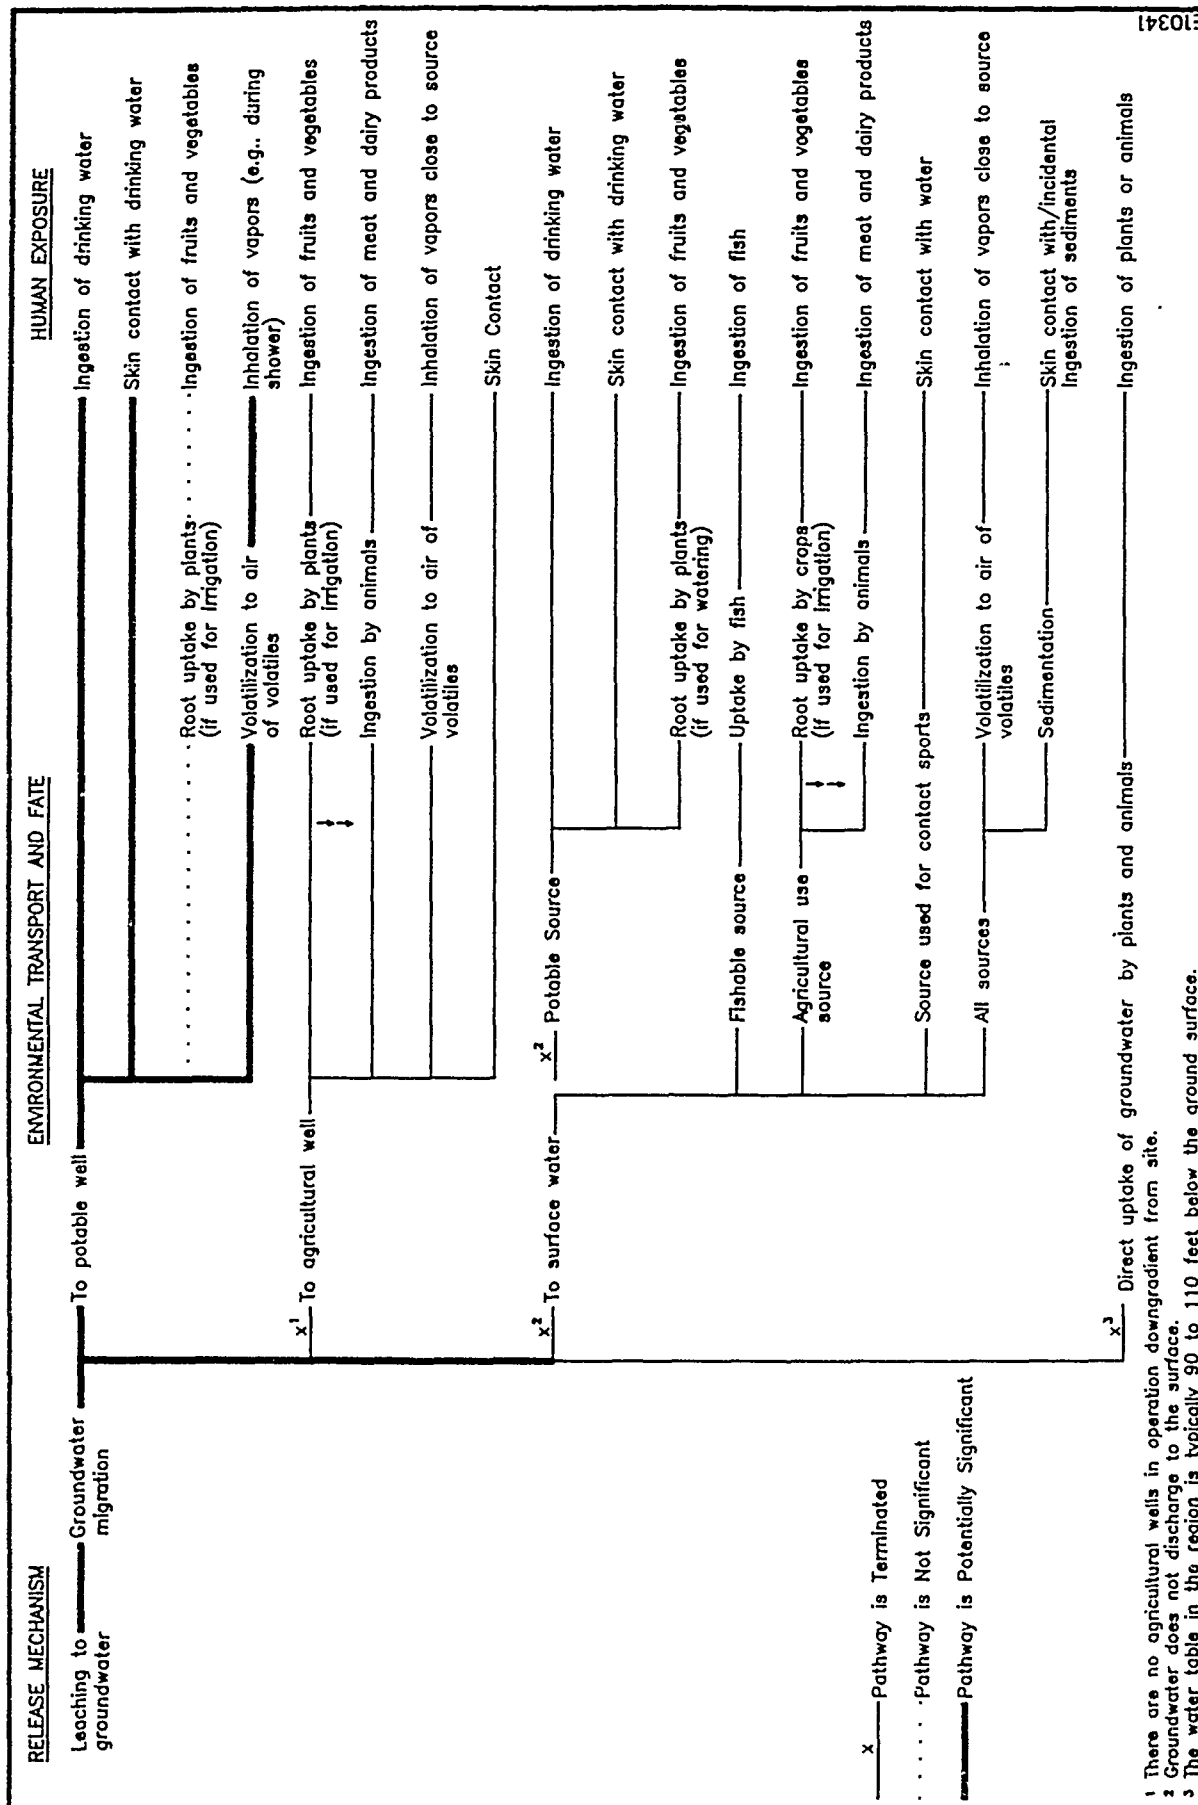 RELEASE MECHANISM
ENVIRONMENTAL TRANSPORT AND FATE
HUMAN EXPOSURE
Leaching to
groundwater
Groundwater
migration
To potable well
Ingestion of drinking water
Skin contact with drinking water
Root uptake by plants
(if used for irrigation)
Ingestion of fruits and vegetables
Volatilization to air
of volatiles
Inhalation of vapors (e.g., during
shower)
x1
To agricultural well
Root uptake by plants
(if used for irrigation)
Ingestion of fruits and vegetables
Ingestion by animals
Ingestion of meat and dairy products
Volatilization to air of
volatiles
Inhalation of vapors close to source
Skin Contact
x2
To surface water
x2
Potable Source
Ingestion of drinking water
Skin contact with drinking water
Root uptake by plants
(if used for watering)
Ingestion of fruits and vegetables
Fishable source
Uptake by fish
Ingestion of fish
Agricultural use
source
Root uptake by crops
(if used for irrigation)
Ingestion of fruits and vogetables
Ingestion by animals
Ingestion of meat and dairy products
Source used for contact sports
Skin contact with water
All sources
Volatilization to air of
volatiles
Inhalation of vapors close to source
Sedimentation
Skin contact with/incidental
Ingestion of sediments
x3
Direct uptake of groundwater by plants and animals
Ingestion of plants or animals
x
Pathway is Terminated
Pathway is Not Significant
Pathway is Potentially Significant
1 There are no agricultural wells in operation downgradient from site.
2 Groundwater does not discharge to the surface.
3 The water table in the region is typically 90 to 110 feet below the ground surface.
E10341